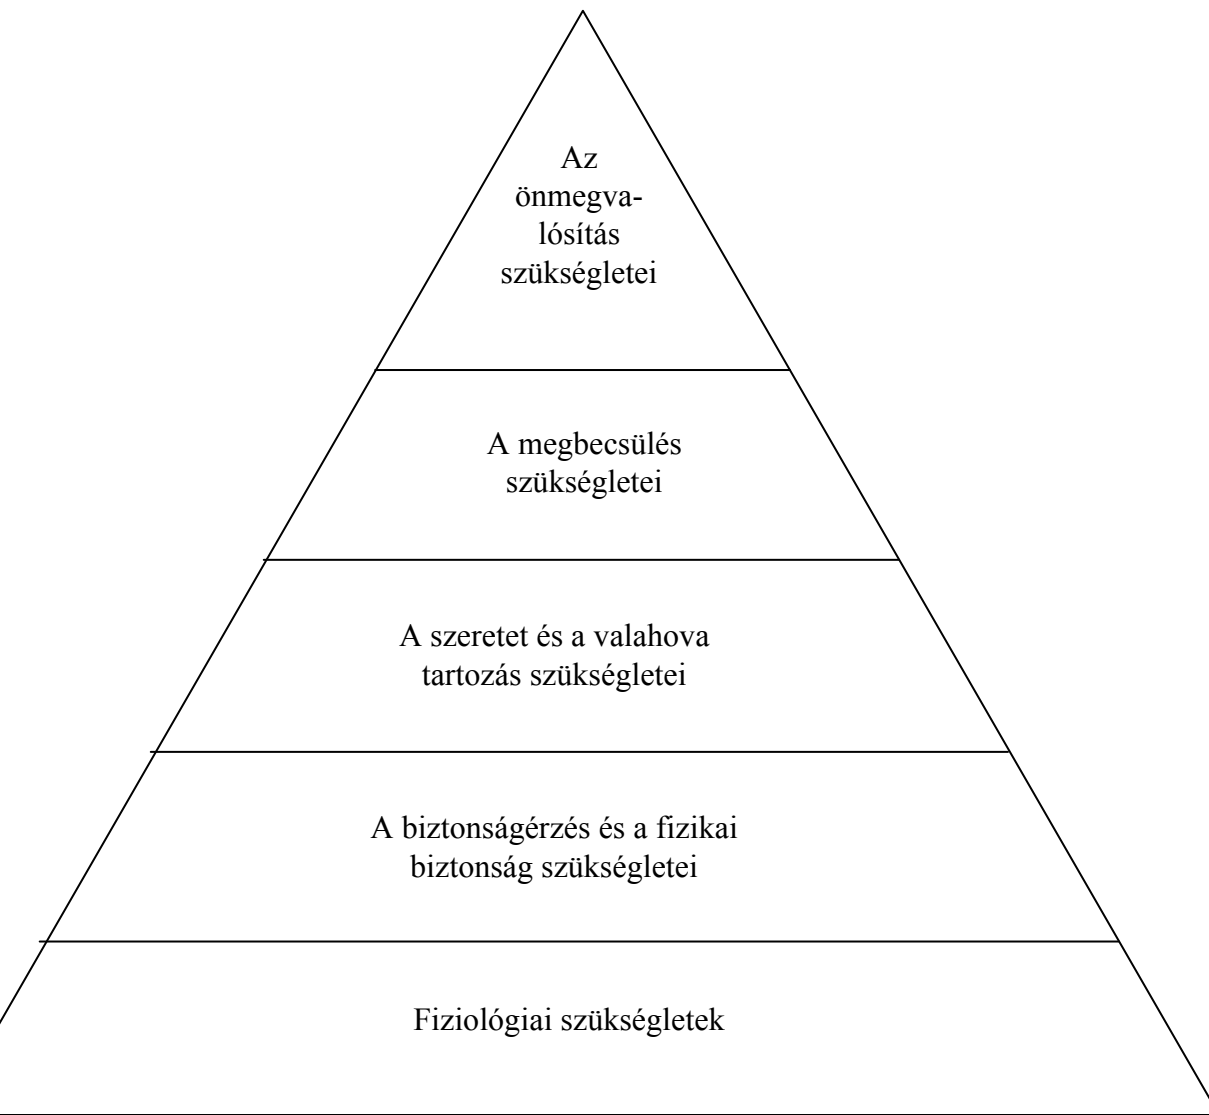 Az
önmegva-
lósítás
szükségletei
A megbecsülés
szükségletei
A szeretet és a valahova
tartozás szükségletei
A biztonságérzés és a fizikai
biztonság szükségletei
Fiziológiai szükségletek